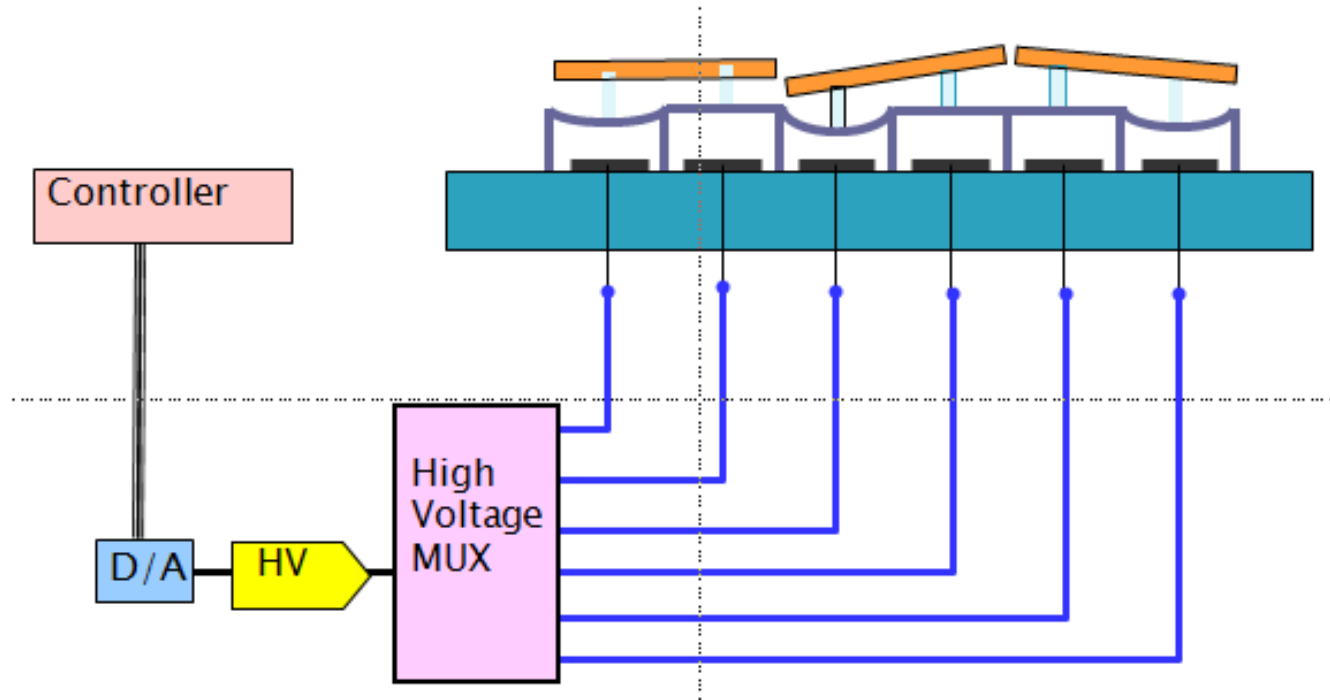 Controller
D/A
HV
High
Voltage
MUX